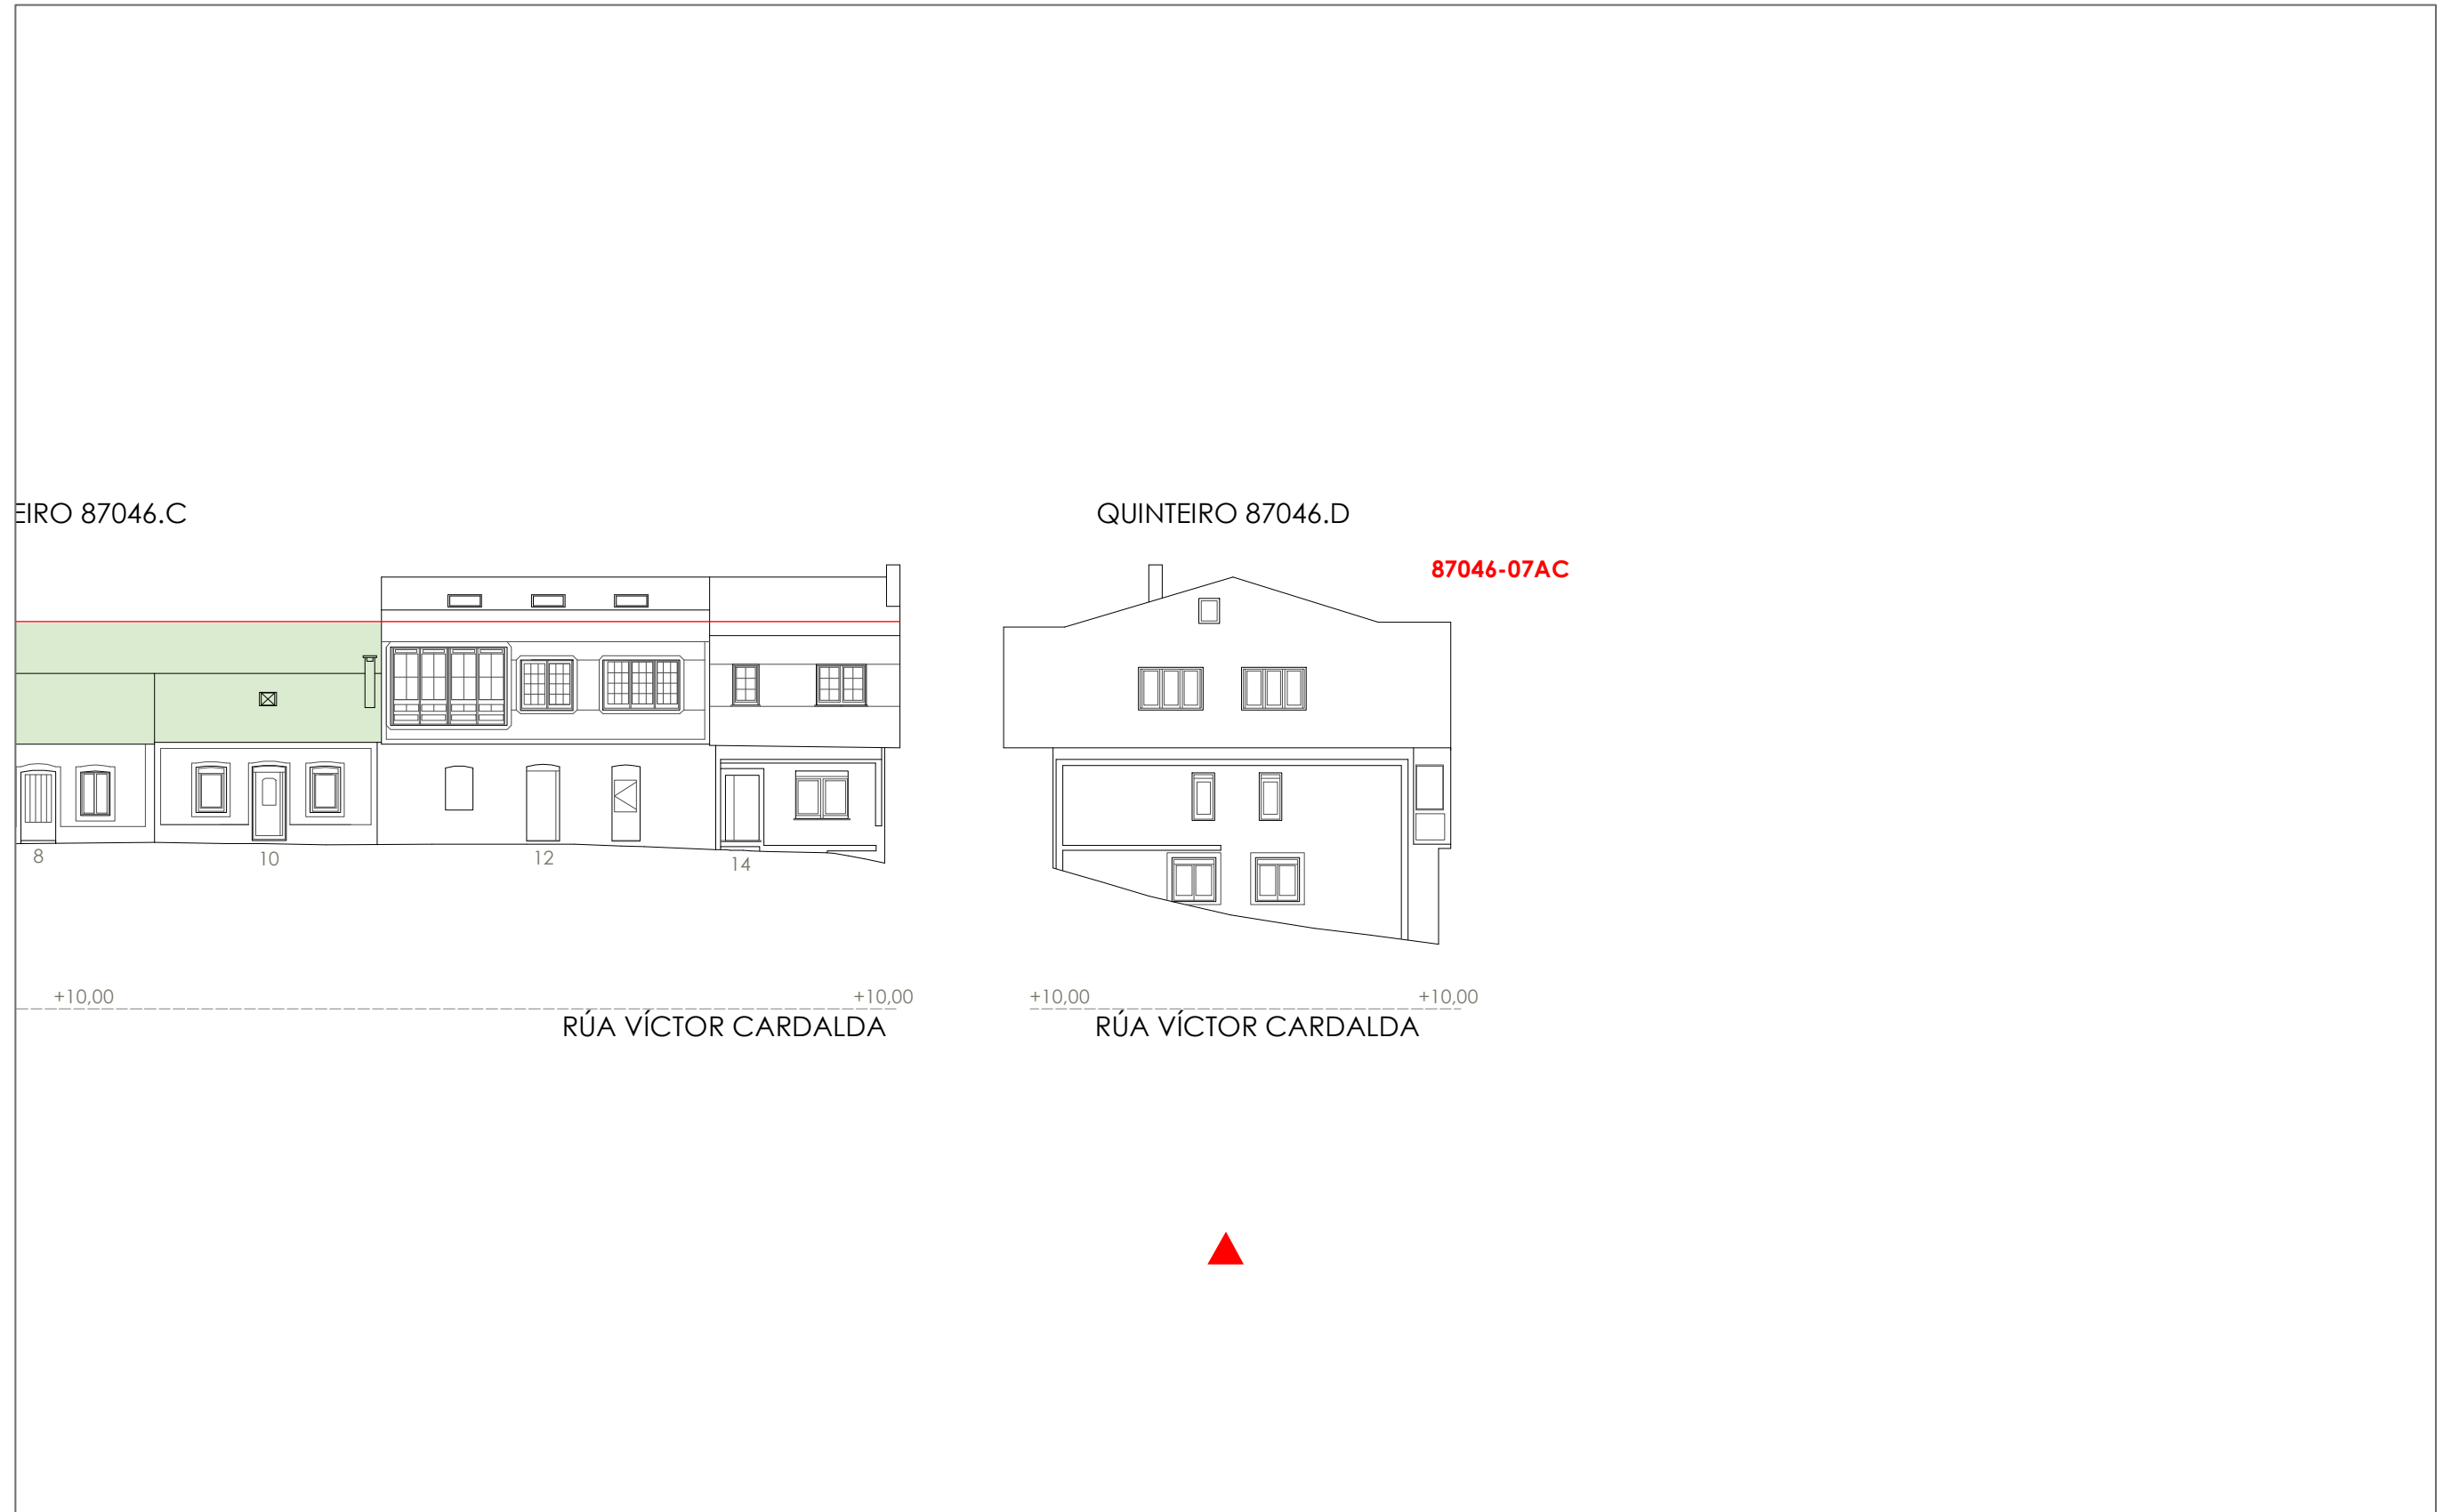 EIRO 87046.C
QUINTEIRO 87046.D
87046-07AC
8
10
12
14
+10,00
+10,00
+10,00
+10,00
RÚA VÍCTOR CARDALDA
RÚA VÍCTOR CARDALDA